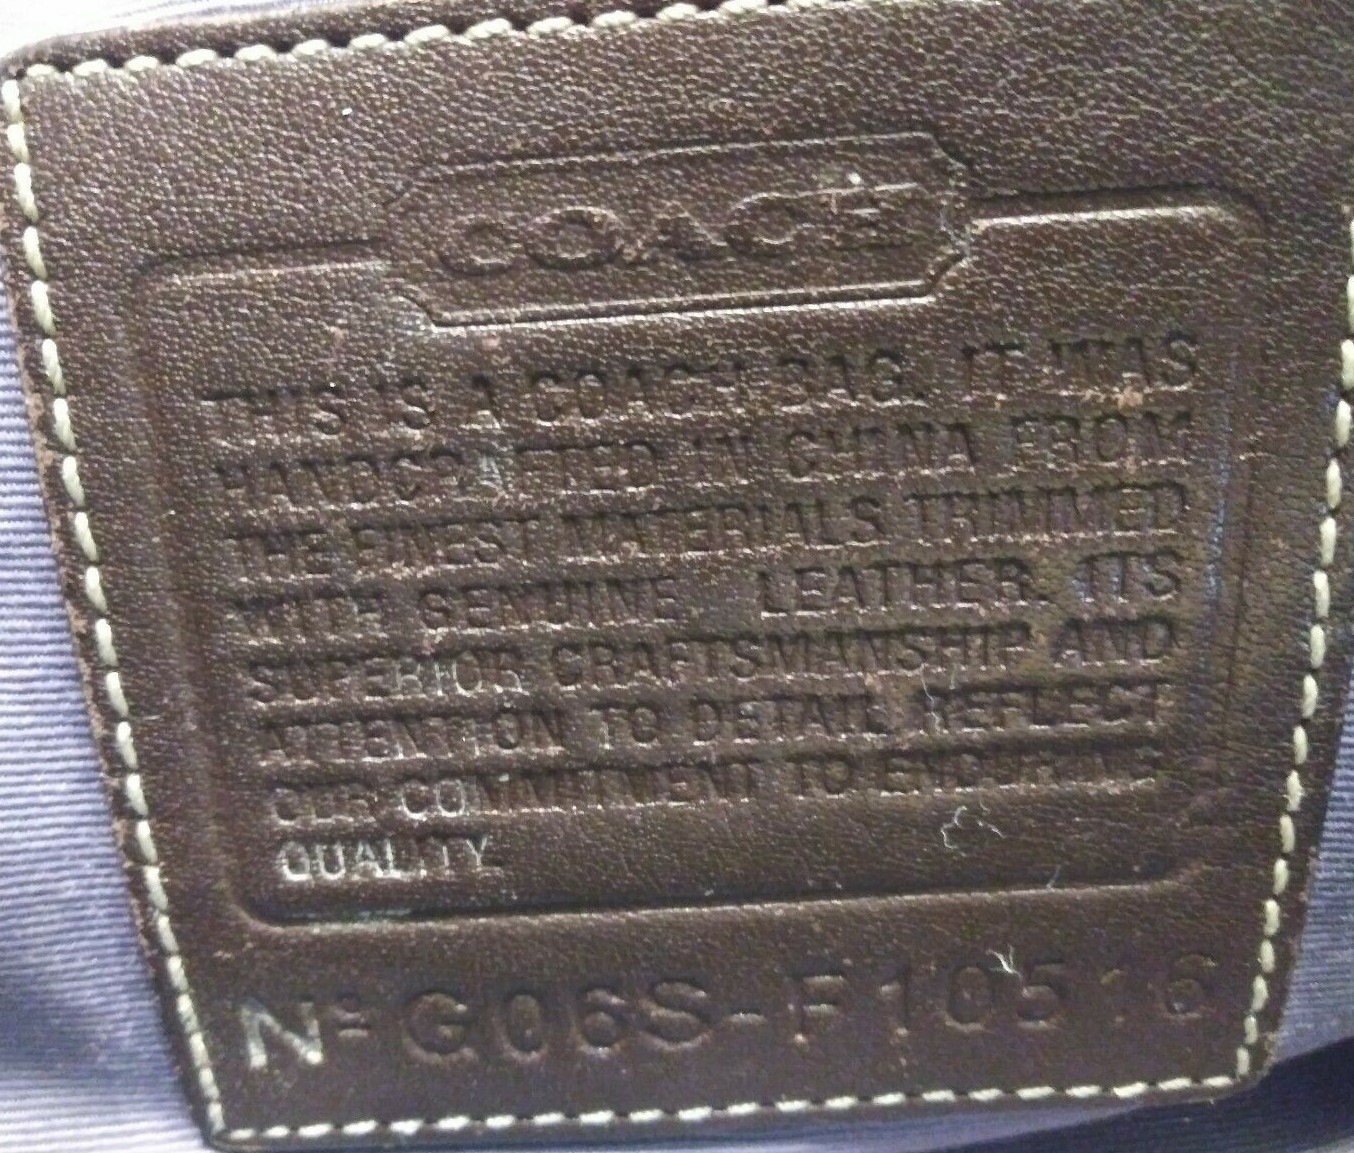 COACH
THIS IS A COACH BAG. IT WAS
HANDCRAFTED IN CHINA FROM
THE FINEST MATERIALS TRIMMED
WITH GENUINE LEATHER. ITS
SUPERIOR CRAFTSMANSHIP AND
ATTENTION TO DETAIL REFLECT
OUR COMMITMENT TO ENDURING
QUALITY
Nº G06S-F10516